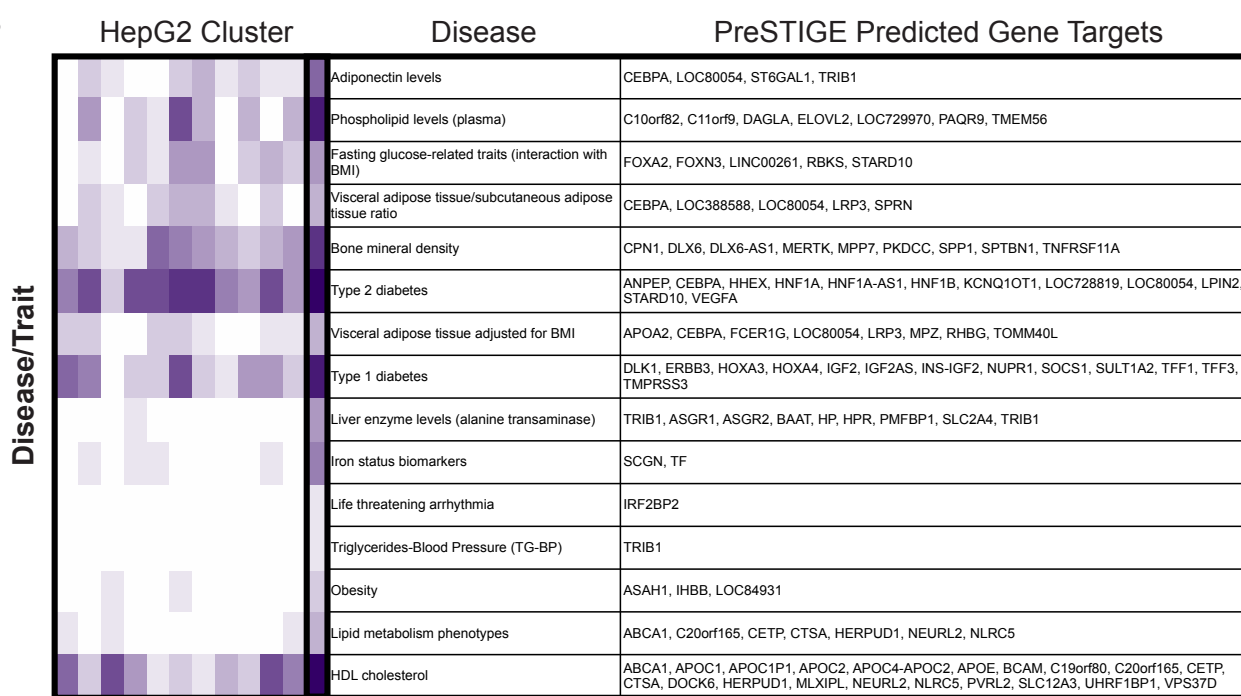 HepG2 Cluster
Disease
PreSTIGE Predicted Gene Targets
Disease/Trait
Adiponectin levels
CEBPA, LOC80054, ST6GAL1, TRIB1
Phospholipid levels (plasma)
C10orf82, C11orf9, DAGLA, ELOVL2, LOC729970, PAQR9, TMEM56
Fasting glucose-related traits (interaction with
BMI)
FOXA2, FOXN3, LINC00261, RBKS, STARD10
Visceral adipose tissue/subcutaneous adipose
tissue ratio
CEBPA, LOC388588, LOC80054, LRP3, SPRN
Bone mineral density
CPN1, DLX6, DLX6-AS1, MERTK, MPP7, PKDCC, SPP1, SPTBN1, TNFRSF11A
Type 2 diabetes
ANPEP, CEBPA, HHEX, HNF1A, HNF1A-AS1, HNF1B, KCNQ1OT1, LOC728819, LOC80054, LPIN2,
STARD10, VEGFA
Visceral adipose tissue adjusted for BMI
APOA2, CEBPA, FCER1G, LOC80054, LRP3, MPZ, RHBG, TOMM40L
Type 1 diabetes
DLK1, ERBB3, HOXA3, HOXA4, IGF2, IGF2AS, INS-IGF2, NUPR1, SOCS1, SULT1A2, TFF1, TFF3,
TMPRSS3
Liver enzyme levels (alanine transaminase)
TRIB1, ASGR1, ASGR2, BAAT, HP, HPR, PMFBP1, SLC2A4, TRIB1
Iron status biomarkers
SCGN, TF
Life threatening arrhythmia
IRF2BP2
Triglycerides-Blood Pressure (TG-BP)
TRIB1
Obesity
ASAH1, IHBB, LOC84931
Lipid metabolism phenotypes
ABCA1, C20orf165, CETP, CTSA, HERPUD1, NEURL2, NLRC5
HDL cholesterol
ABCA1, APOC1, APOC1P1, APOC2, APOC4-APOC2, APOE, BCAM, C19orf80, C20orf165, CETP,
CTSA, DOCK6, HERPUD1, MLXIPL, NEURL2, NLRC5, PVRL2, SLC12A3, UHRF1BP1, VPS37D